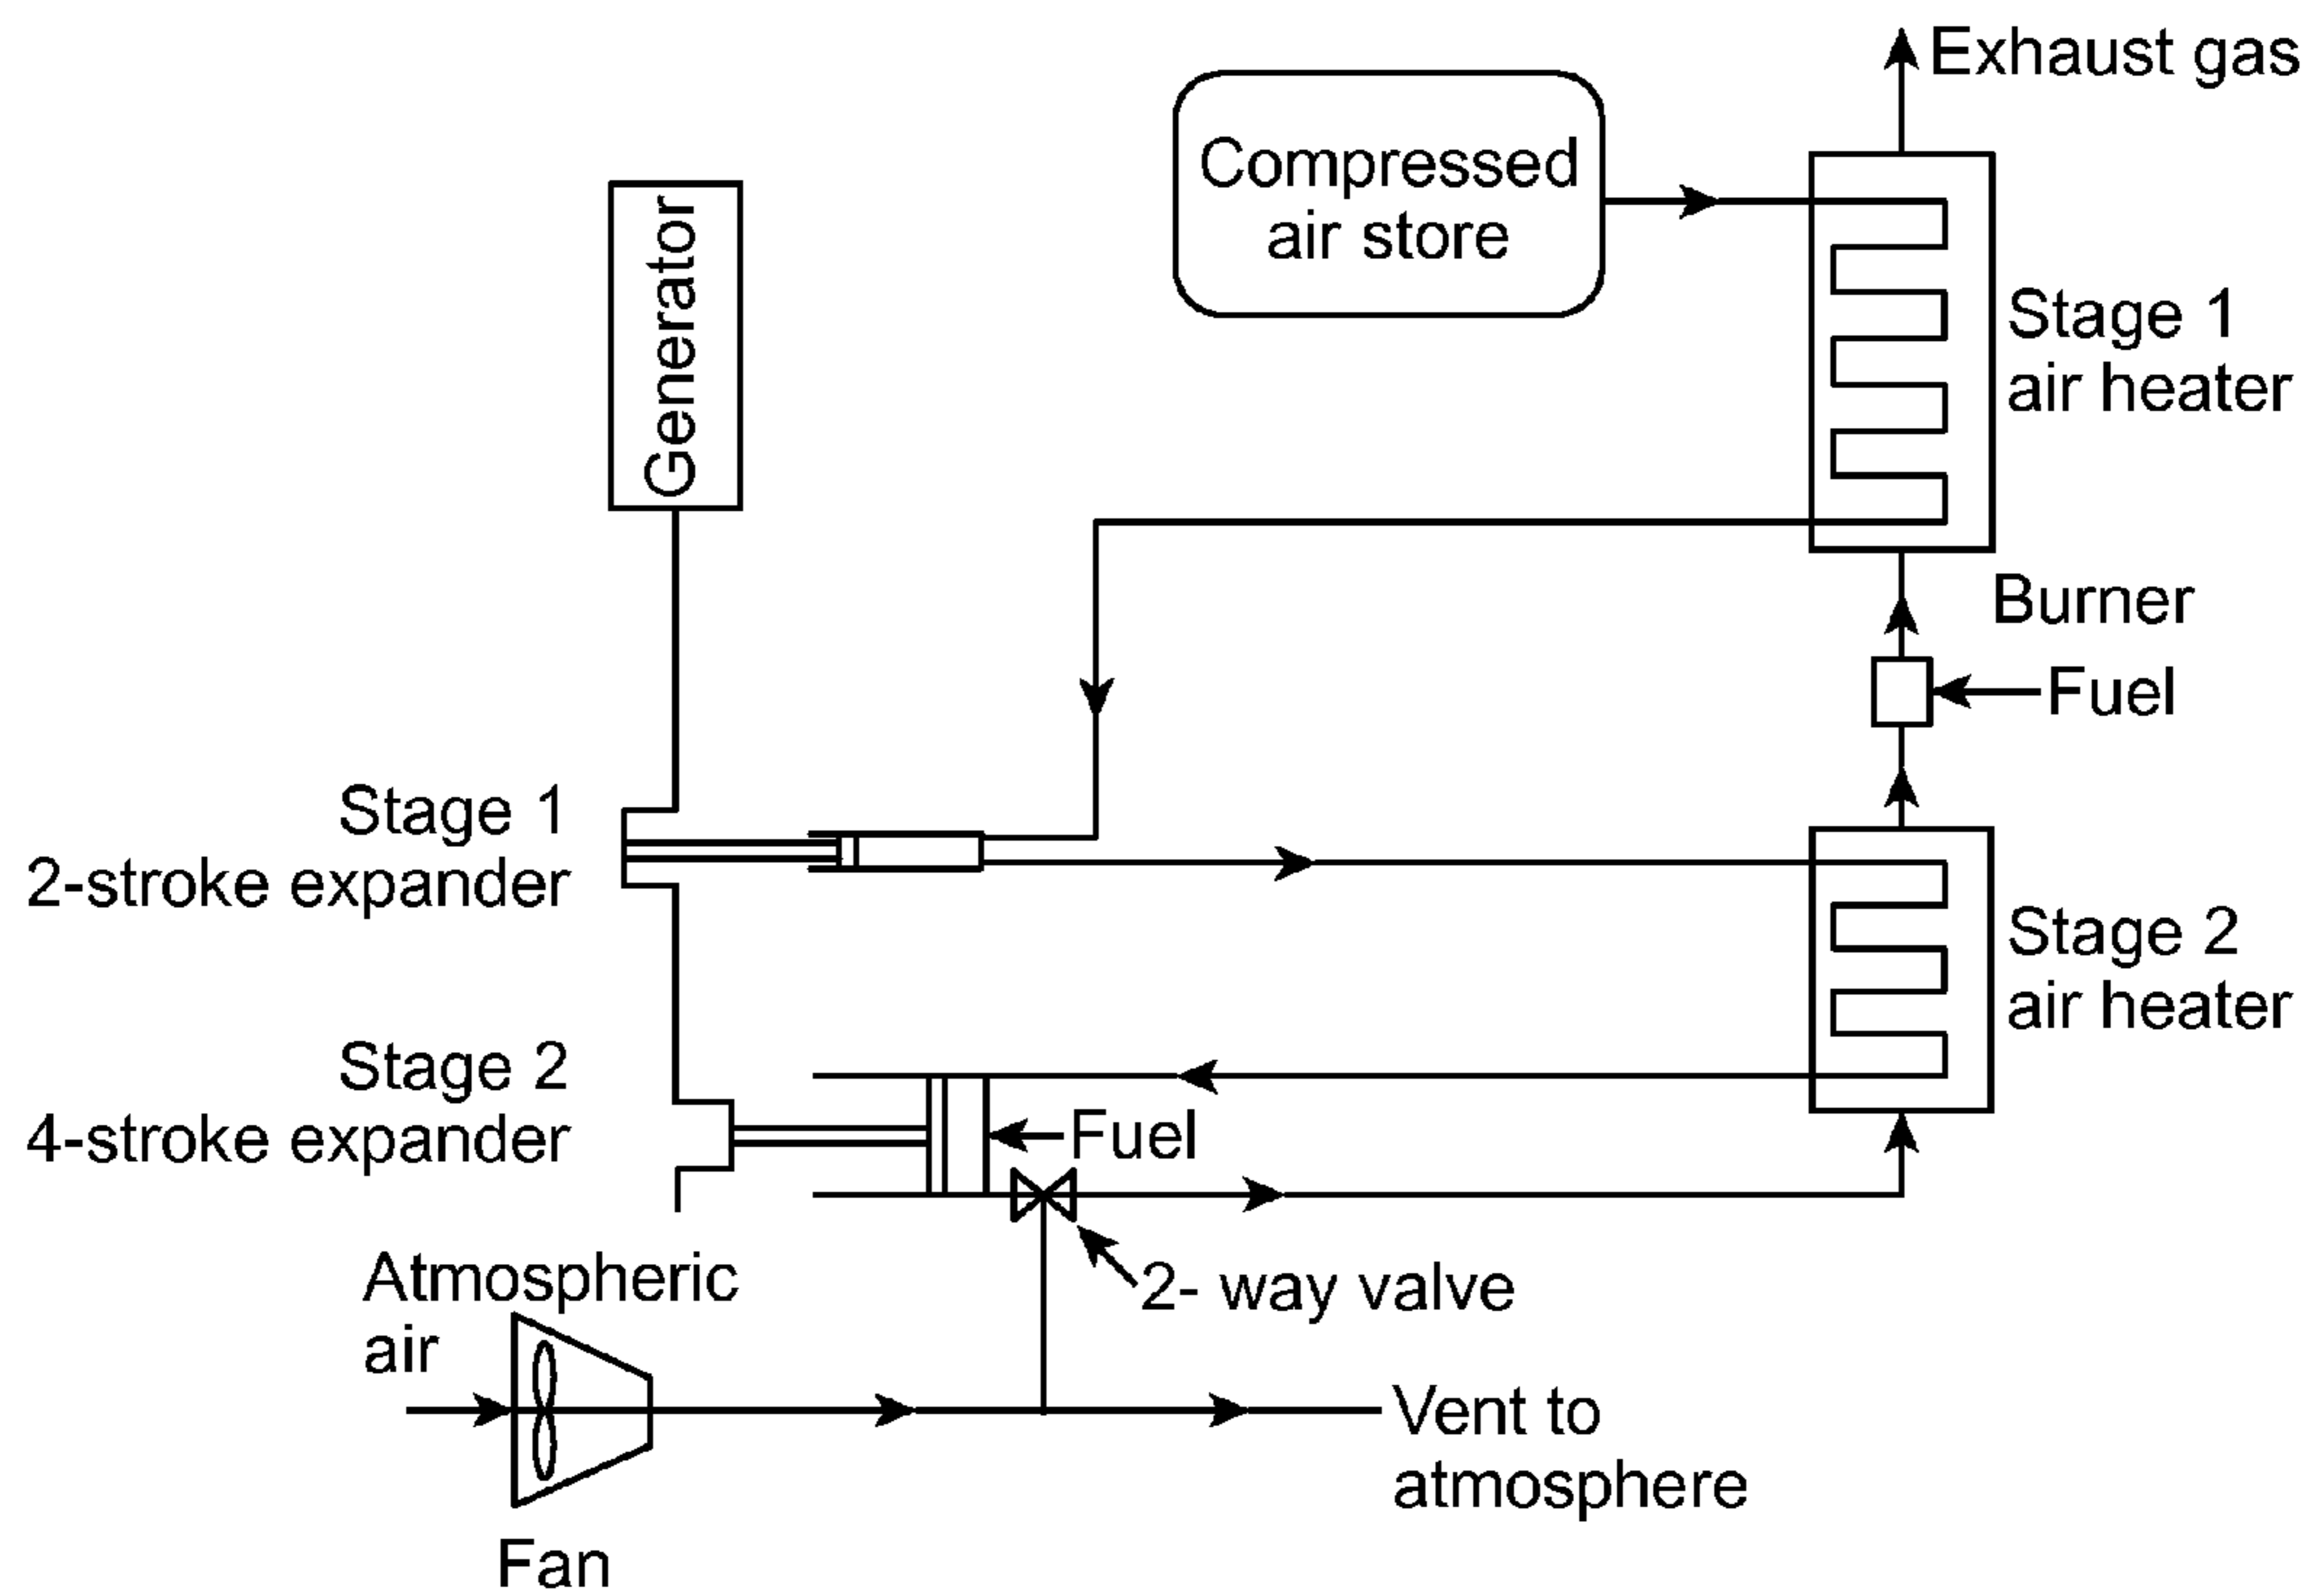 Exhaust gas
Compressed
air store
Generator
Stage 1
air heater
Burner
Fuel
Stage 1
2-stroke expander
Stage 2
air heater
Stage 2
4-stroke expander
Fuel
2- way valve
Atmospheric
air
Vent to
atmosphere
Fan